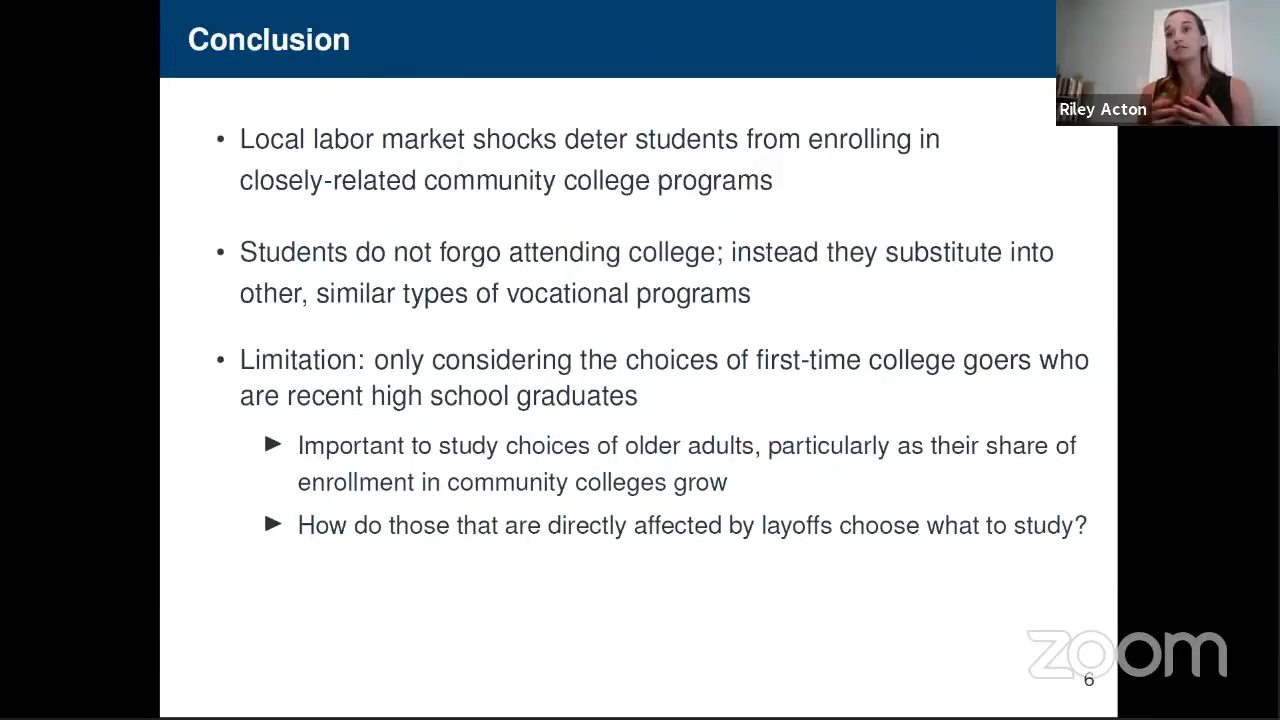 Conclusion
Riley Acton
• Local labor market shocks deter students from enrolling in
closely-related community college programs
• Students do not forgo attending college; instead they substitute into
other, similar types of vocational programs
• Limitation: only considering the choices of first-time college goers who
are recent high school graduates
► Important to study choices of older adults, particularly as their share of
enrollment in community colleges grow
► How do those that are directly affected by layoffs choose what to study?
zoom
6